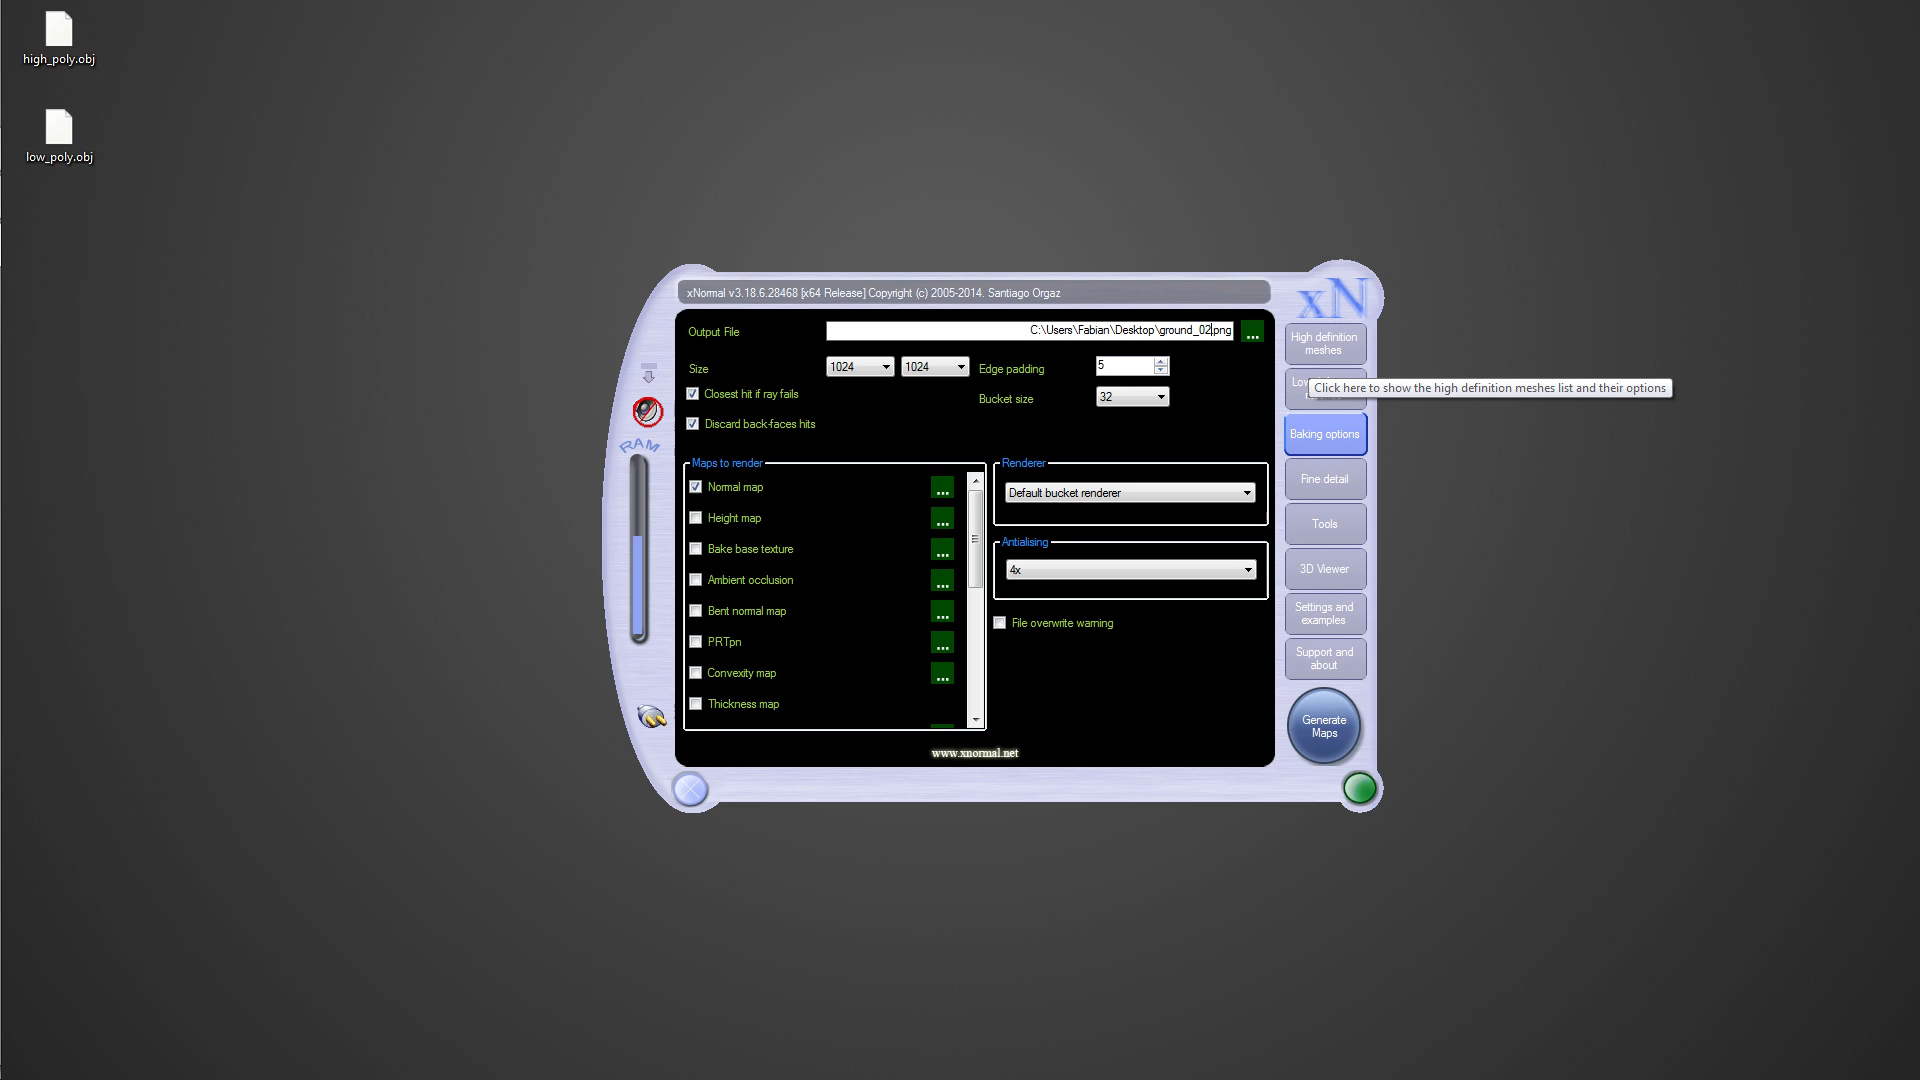 high_poly.obj
low_poly.obj
xNormal v3.18.6.28468 [x64 Release] Copyright (c) 2005-2014. Santiago Orgaz
xN
Output File
C:\Users\Fabian\Desktop\ground_02.png
...
Size
1024
1024
Edge padding
5
Closest hit if ray fails
Bucket size
32
Discard back-faces hits
RAM
Maps to render
Normal map
...
Height map
...
Bake base texture
...
Ambient occlusion
...
Bent normal map
...
PRTpn
...
Convexity map
...
Thickness map
Renderer
Default bucket renderer
Antialising
4x
File overwrite warning
www.xnormal.net
High definition
meshes
Click here to show the high definition meshes list and their options
Baking options
Fine detail
Tools
3D Viewer
Settings and
examples
Support and
about
Generate
Maps